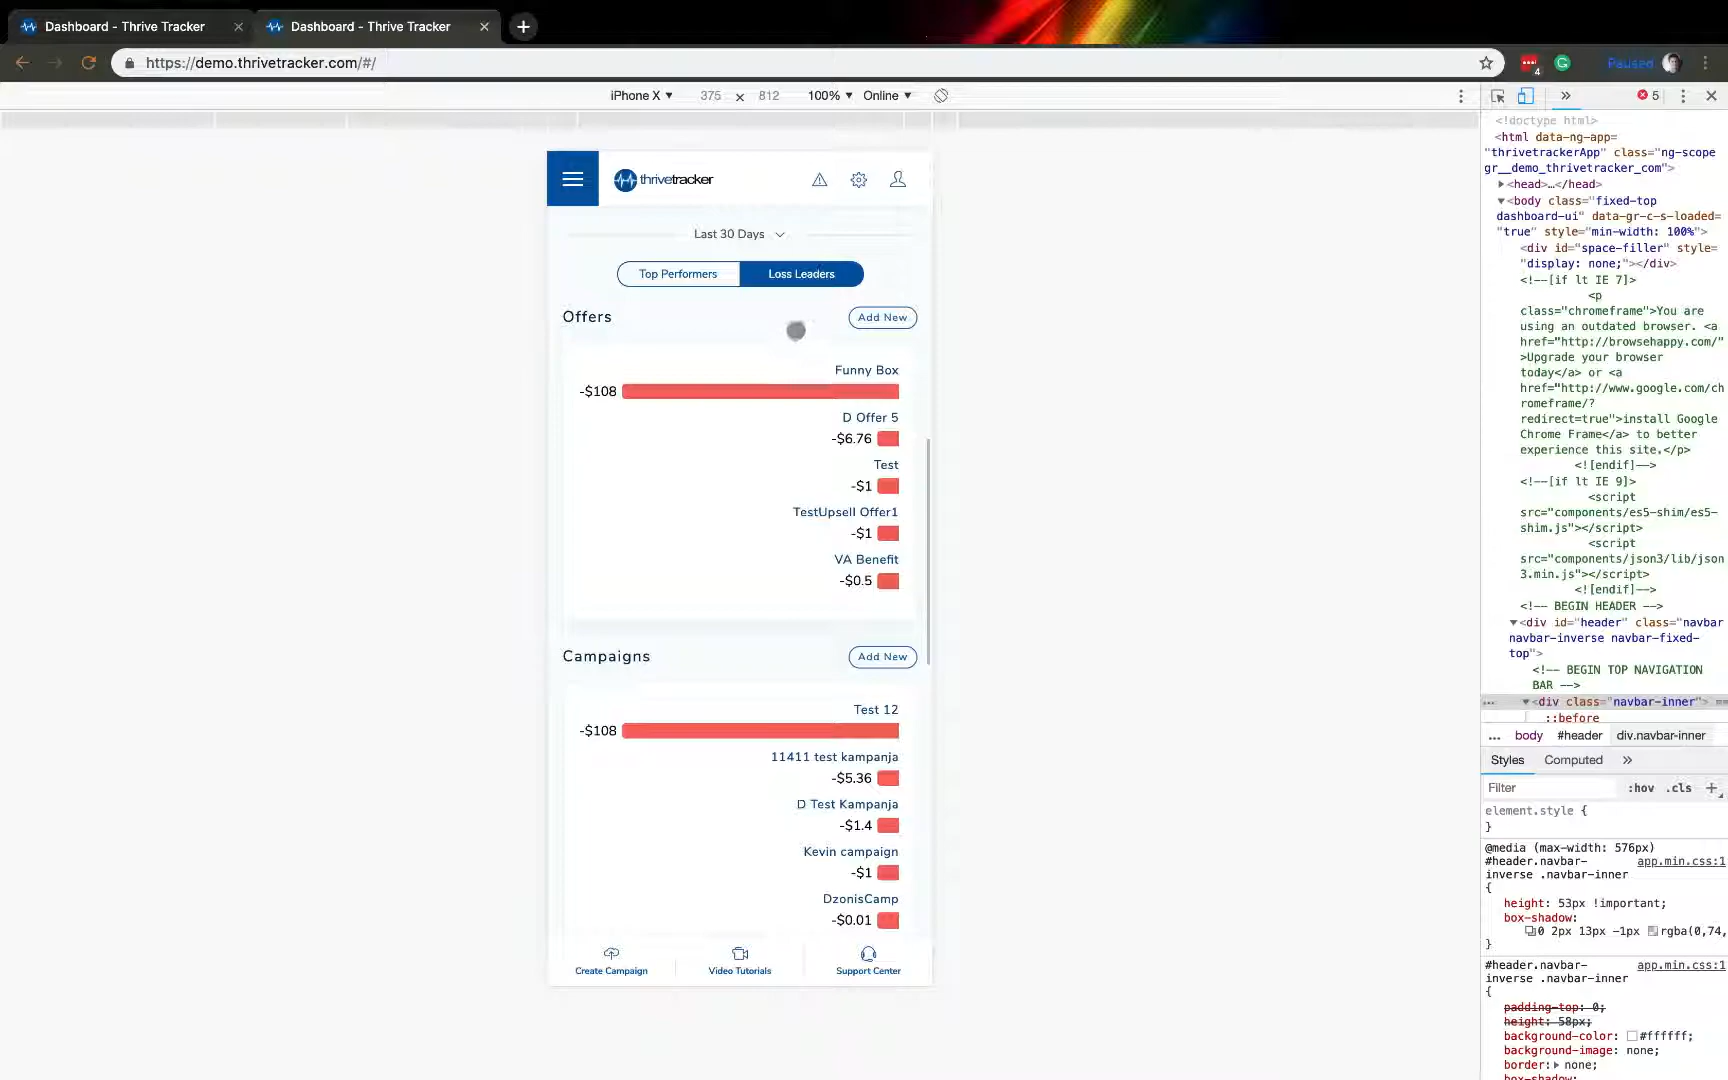 Dashboard - Thrive Tracker
Dashboard - Thrive Tracker
https://demo.thrivetracker.com/#/
4
Paused
iPhone X 375 × 812 100% Online
5
thrivetracker
Last 30 Days
Top Performers Loss Leaders
Offers Add New
Funny Box
-$108
D Offer 5
-$6.76
Test
-$1
TestUpsell Offer1
-$1
VA Benefit
-$0.5
Campaigns Add New
Test 12
-$108
11411 test kampanja
-$5.36
D Test Kampanja
-$1.4
Kevin campaign
-$1
DzonisCamp
-$0.01
Create Campaign Video Tutorials Support Center
<!doctype html>
<html data-ng-app=
"thrivetrackerApp" class="ng-scope
gr__demo_thrivetracker_com">
<head>…</head>
<body class="fixed-top
dashboard-ui" data-gr-c-s-loaded=
"true" style="min-width: 100%">
<div id="space-filler" style=
"display: none;"></div>
<!--[if lt IE 7]>
<p
class="chromeframe">You are
using an outdated browser. <a
href="http://browsehappy.com/"
>Upgrade your browser
today</a> or <a
href="http://www.google.com/ch
romeframe/?
redirect=true">install Google
Chrome Frame</a> to better
experience this site.</p>
<![endif]-->
<!--[if lt IE 9]>
<script
src="components/es5-shim/es5-
shim.js"></script>
<script
src="components/json3/lib/json
3.min.js"></script>
<![endif]-->
<!-- BEGIN HEADER -->
<div id="header" class="navbar
navbar-inverse navbar-fixed-
top">
<!-- BEGIN TOP NAVIGATION
BAR -->
… <div class="navbar-inner"> ==
::before
… body #header div.navbar-inner
Styles Computed »
Filter :hov .cls +
element.style {
}
@media (max-width: 576px)
#header.navbar- app.min.css:1
inverse .navbar-inner
{
height: 53px !important;
box-shadow:
0 2px 13px -1px rgba(0,74,
}
#header.navbar- app.min.css:1
inverse .navbar-inner
{
padding-top: 0;
height: 58px;
background-color: #ffffff;
background-image: none;
border: none;
box-shadow: